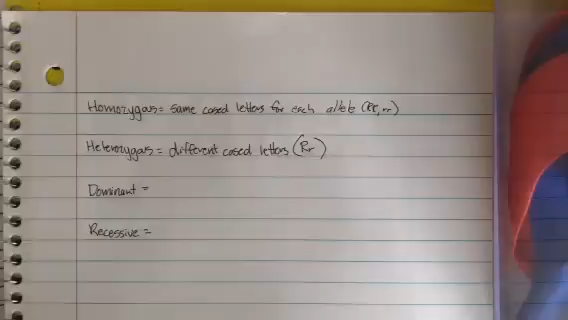 Homozygous = same cased letters for each allele (RR, rr)
Heterozygous = different cased letters (Rr)
Dominant =
Recessive =